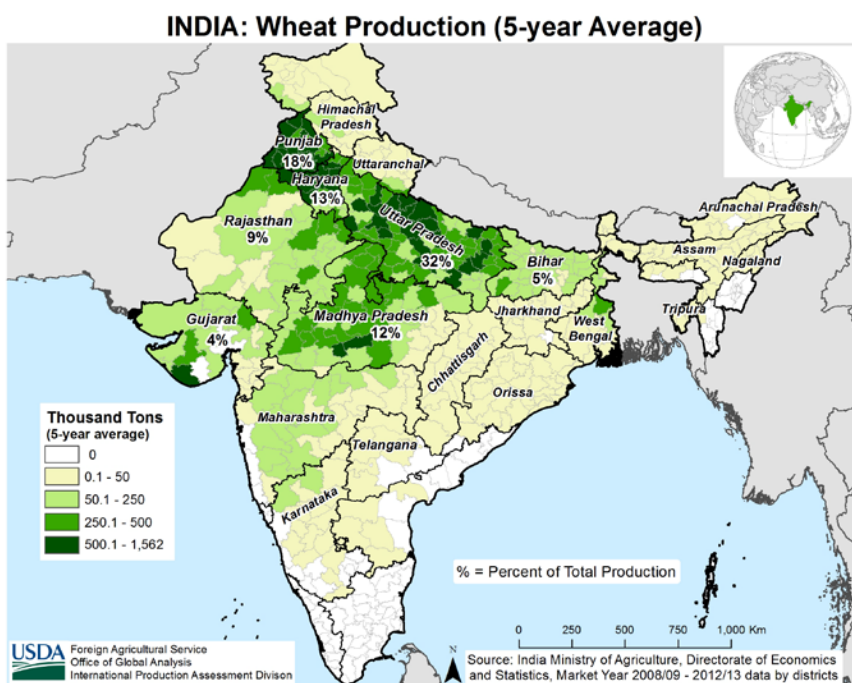 INDIA: Wheat Production (5-year Average)
Himachal
Pradesh
Punjab
18%
Uttaranchal
Haryana
13%
Arunachal Pradesh
Rajasthan
9%
Uttar Pradesh
32%
Assam
Nagaland
Bihar
5%
Gujarat
4%
Madhya Pradesh
12%
Jharkhand
West
Bengal
Tripura
Chhattisgarh
Orissa
Maharashtra
Telangana
Karnataka
Thousand Tons
(5-year average)
0
0.1 - 50
50.1 - 250
250.1 - 500
500.1 - 1,562
% = Percent of Total Production
0 250 500 750 1,000 Km
N
USDA
Foreign Agricultural Service
Office of Global Analysis
International Production Assessment Divison
Source: India Ministry of Agriculture, Directorate of Economics
and Statistics, Market Year 2008/09 - 2012/13 data by districts